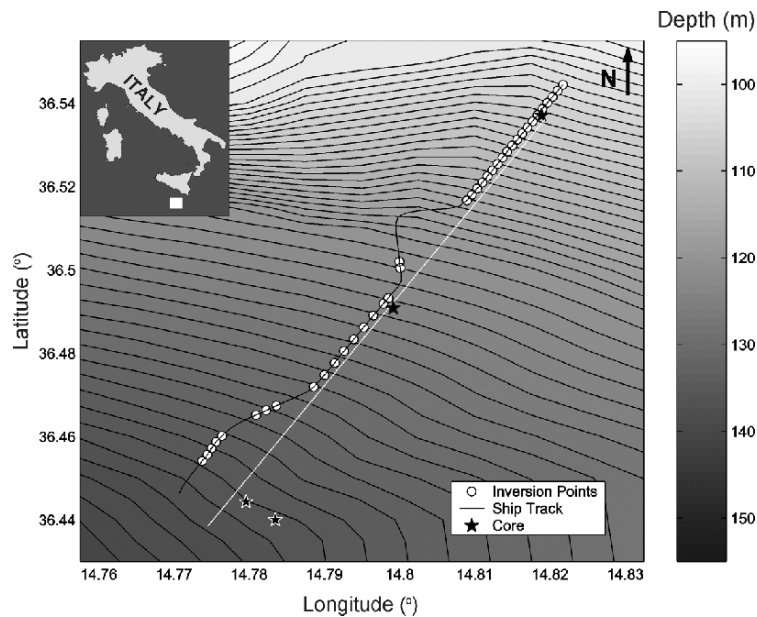 Depth (m)
ITALY
N
36.54
36.52
36.5
36.48
36.46
36.44
Latitude (°)
100
110
120
130
140
150
Inversion Points
Ship Track
Core
14.76
14.77
14.78
14.79
14.8
14.81
14.82
14.83
Longitude (°)